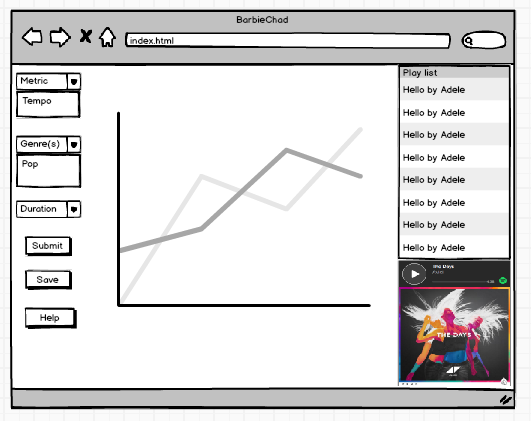 BarbieChad
index.html
Metric
Tempo
Genre(s)
Pop
Duration
Submit
Save
Help
Play list
Hello by Adele
Hello by Adele
Hello by Adele
Hello by Adele
Hello by Adele
Hello by Adele
Hello by Adele
Hello by Adele
The Days
THE DAYS